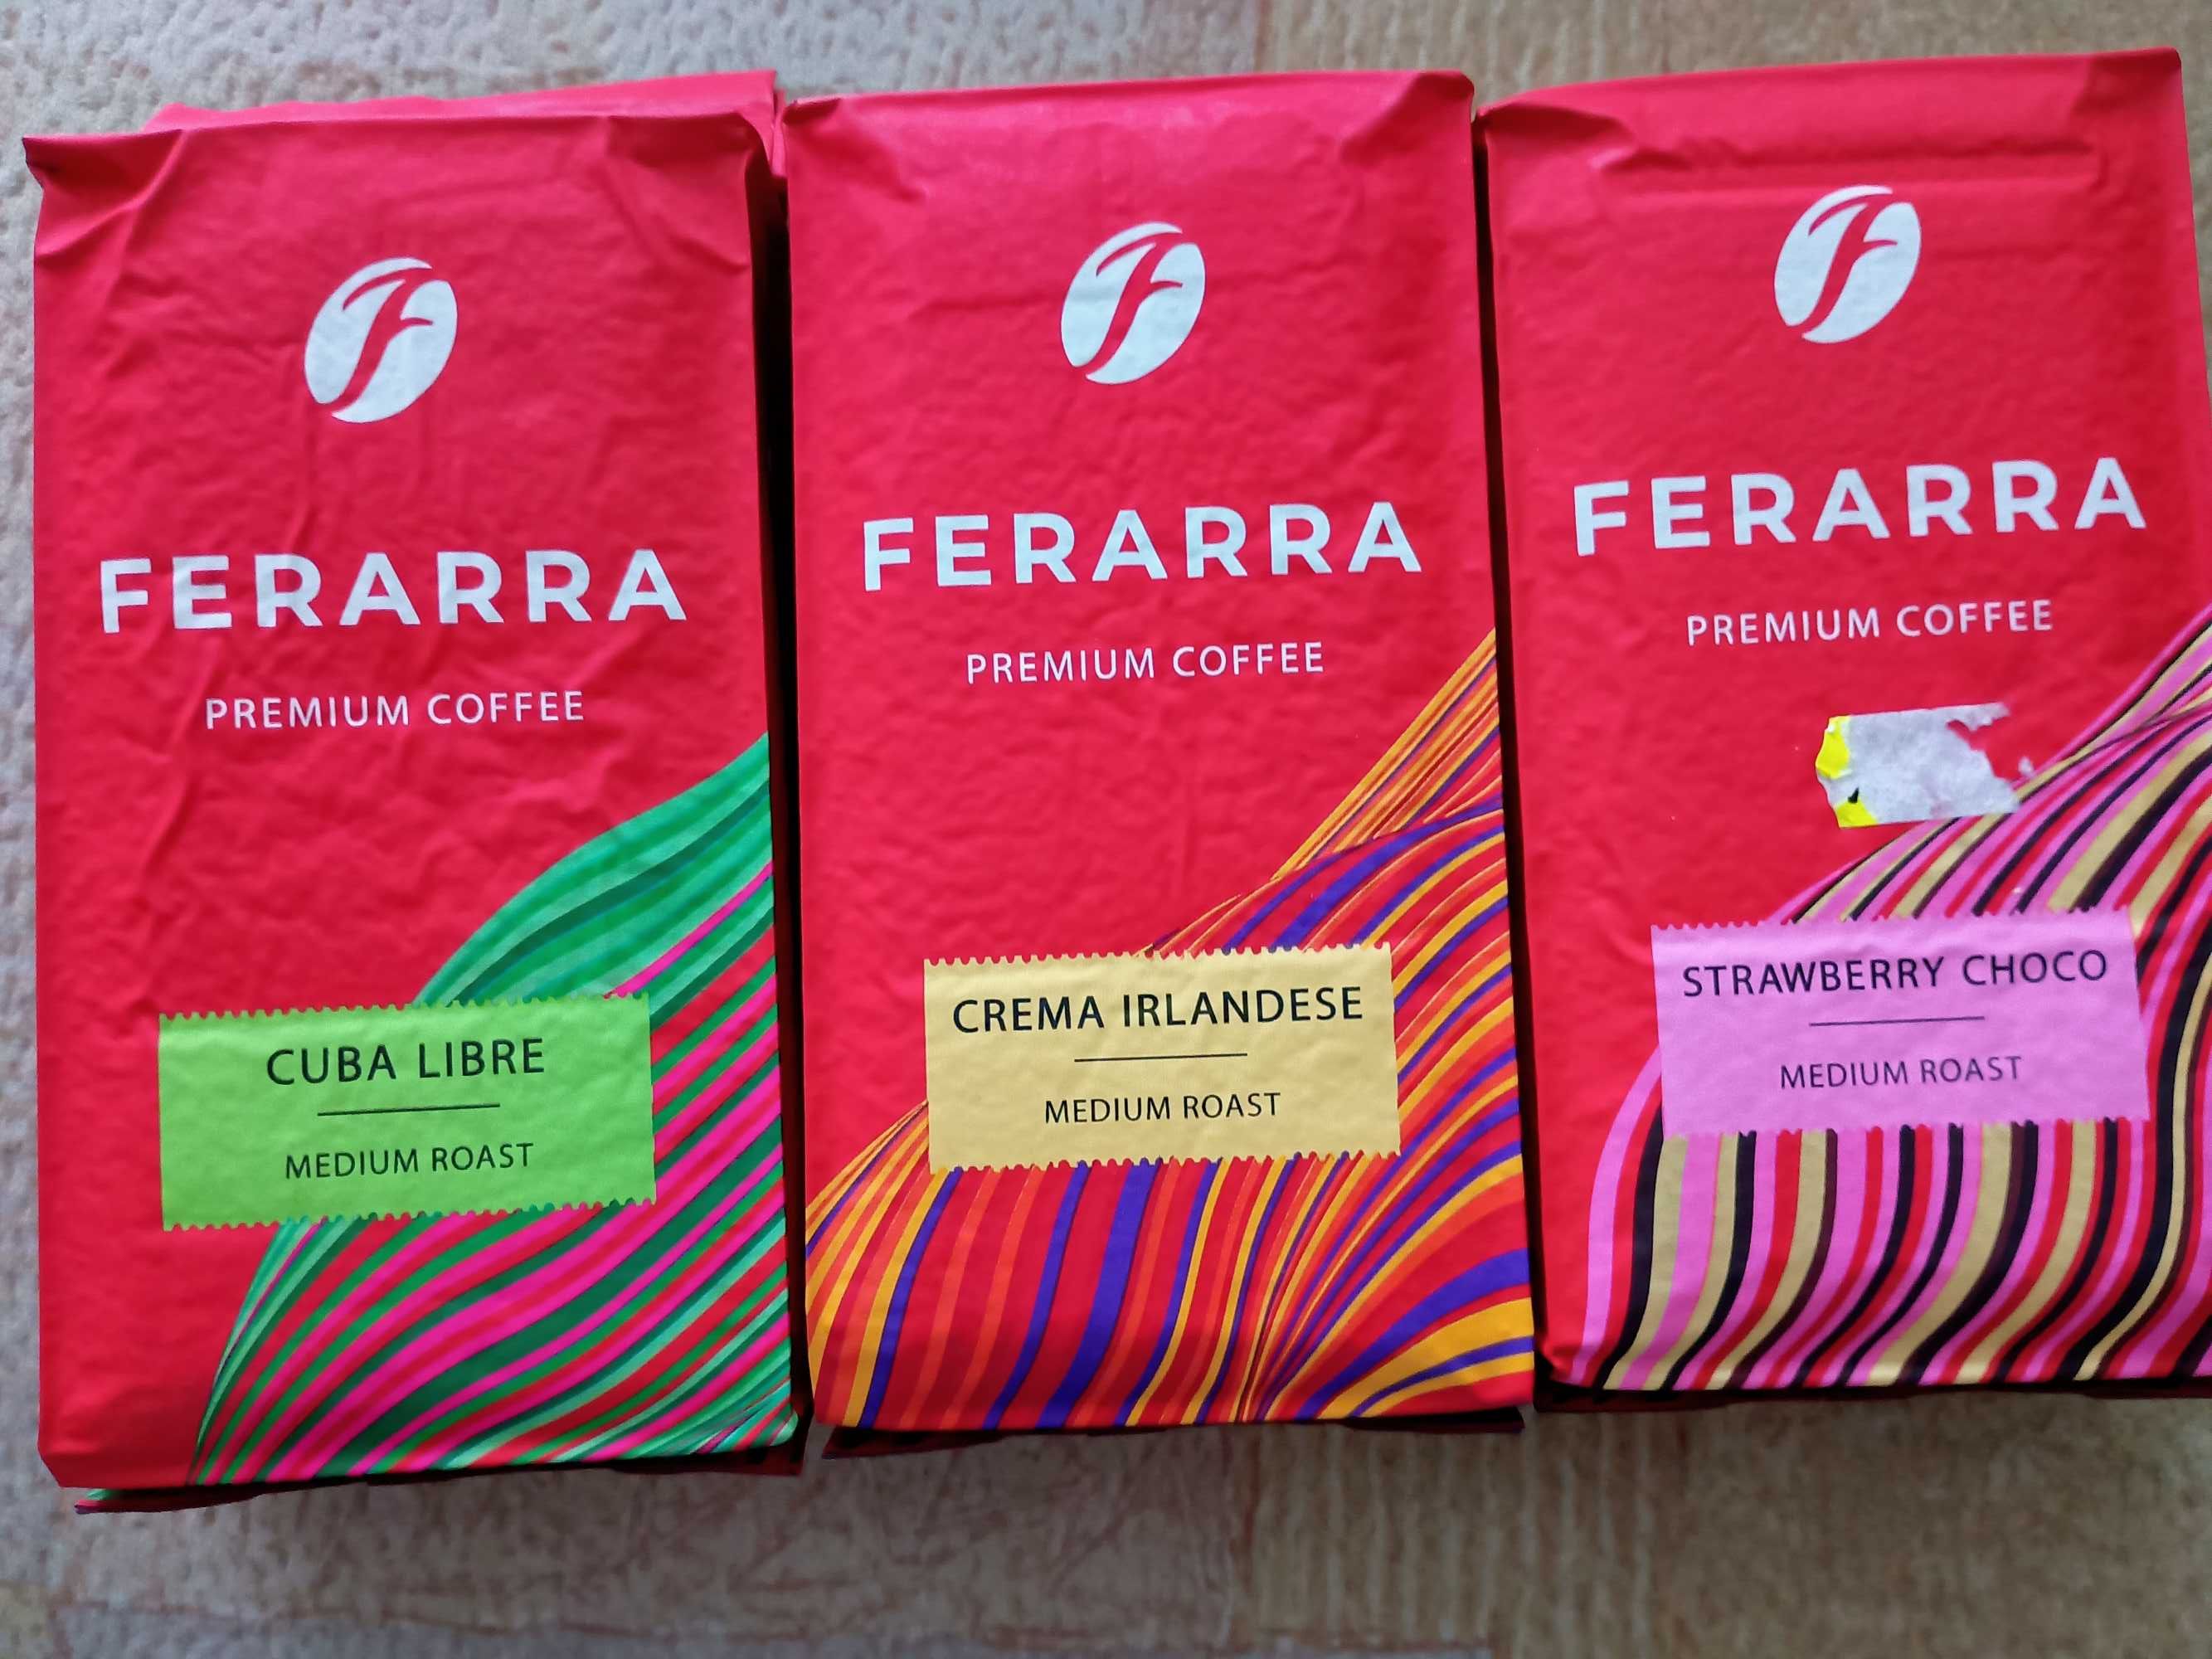 FERARRA
PREMIUM COFFEE
CUBA LIBRE
MEDIUM ROAST
FERARRA
PREMIUM COFFEE
CREMA IRLANDESE
MEDIUM ROAST
FERARRA
PREMIUM COFFEE
STRAWBERRY CHOCO
MEDIUM ROAST